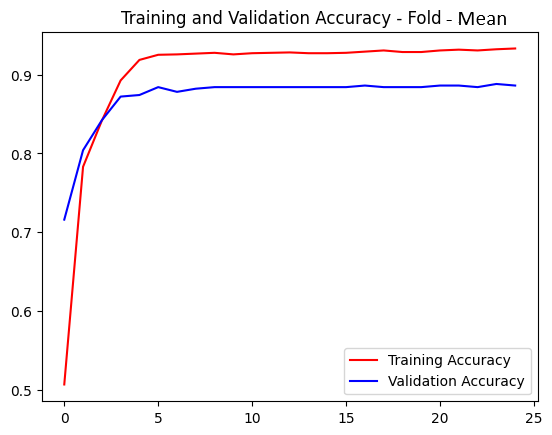 Training and Validation Accuracy - Fold - Mean
0.9
0.8
0.7
0.6
0.5
0 5 10 15 20 25
Training Accuracy
Validation Accuracy